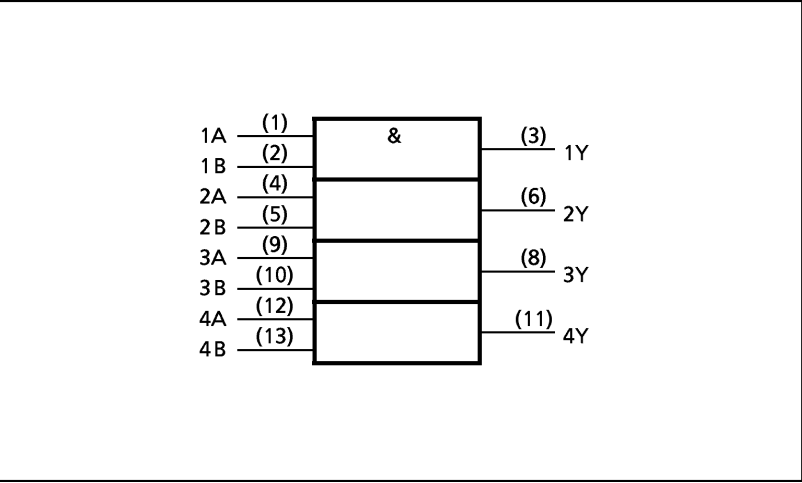 1A (1) & (3) 1Y
1B (2)
2A (4) (6) 2Y
2B (5)
3A (9) (8) 3Y
3B (10)
4A (12) (11) 4Y
4B (13)